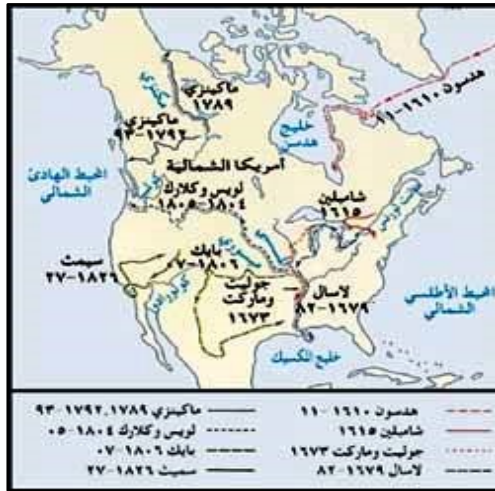 هدسون ١٦١٠-١١
ماكينزي
١٧٨٩
مكنزي
ماكينزي
١٧٩٢-٩٣
خليج
هدسن
أمريكا الشمالية
المحيط الهادئ
الشمالي
لويس وكلارك
١٨٠٤-١٨٠٥
شامبلين
١٦١٥
سميث
١٨٢٦-٢٧
بايك
١٨٠٦-٠٧
ميزوري
كولورادو
جوليت
وماركت
١٦٧٣
لاسال
١٦٧٩-٨٢
المحيط الأطلسي
الشمالي
خليج المكسيك
هدسون ١٦١٠-١١
شامبلين ١٦١٥
جوليت وماركت ١٦٧٣
لاسال ١٦٧٩-٨٢
ماكينزي ١٧٨٩، ١٧٩٢-٩٣
لويس وكلارك ١٨٠٤-٠٥
بايك ١٨٠٦-٠٧
سميث ١٨٢٦-٢٧